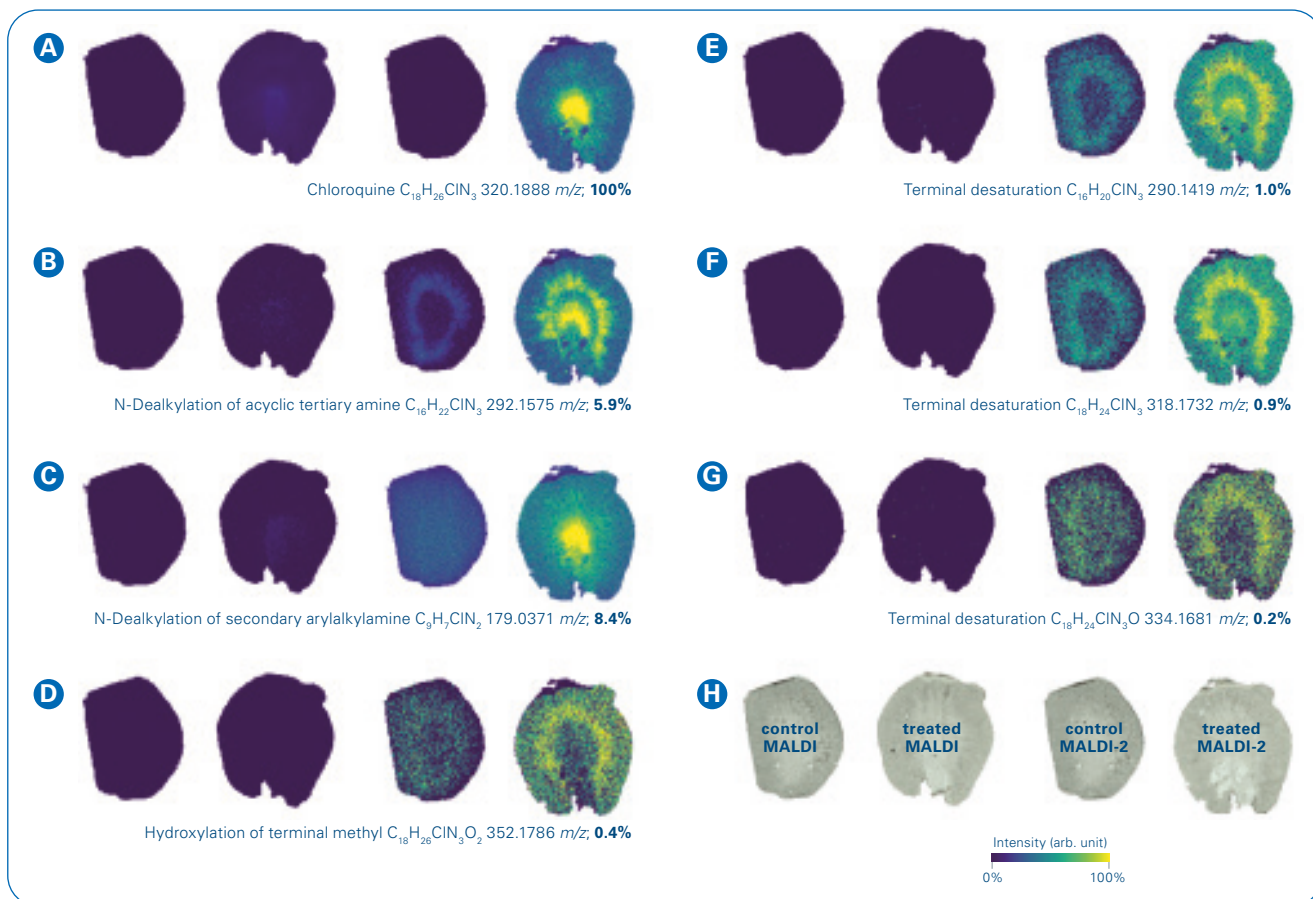 A
Chloroquine C₁₈H₂₆ClN₃ 320.1888 m/z; 100%
B
N-Dealkylation of acyclic tertiary amine C₁₆H₂₂ClN₃ 292.1575 m/z; 5.9%
C
N-Dealkylation of secondary arylalkylamine C₉H₇ClN₂ 179.0371 m/z; 8.4%
D
Hydroxylation of terminal methyl C₁₈H₂₆ClN₃O₂ 352.1786 m/z; 0.4%
E
Terminal desaturation C₁₆H₂₀ClN₃ 290.1419 m/z; 1.0%
F
Terminal desaturation C₁₈H₂₄ClN₃ 318.1732 m/z; 0.9%
G
Terminal desaturation C₁₈H₂₄ClN₃O 334.1681 m/z; 0.2%
H
control
MALDI
treated
MALDI
control
MALDI-2
treated
MALDI-2
Intensity (arb. unit)
0% 100%